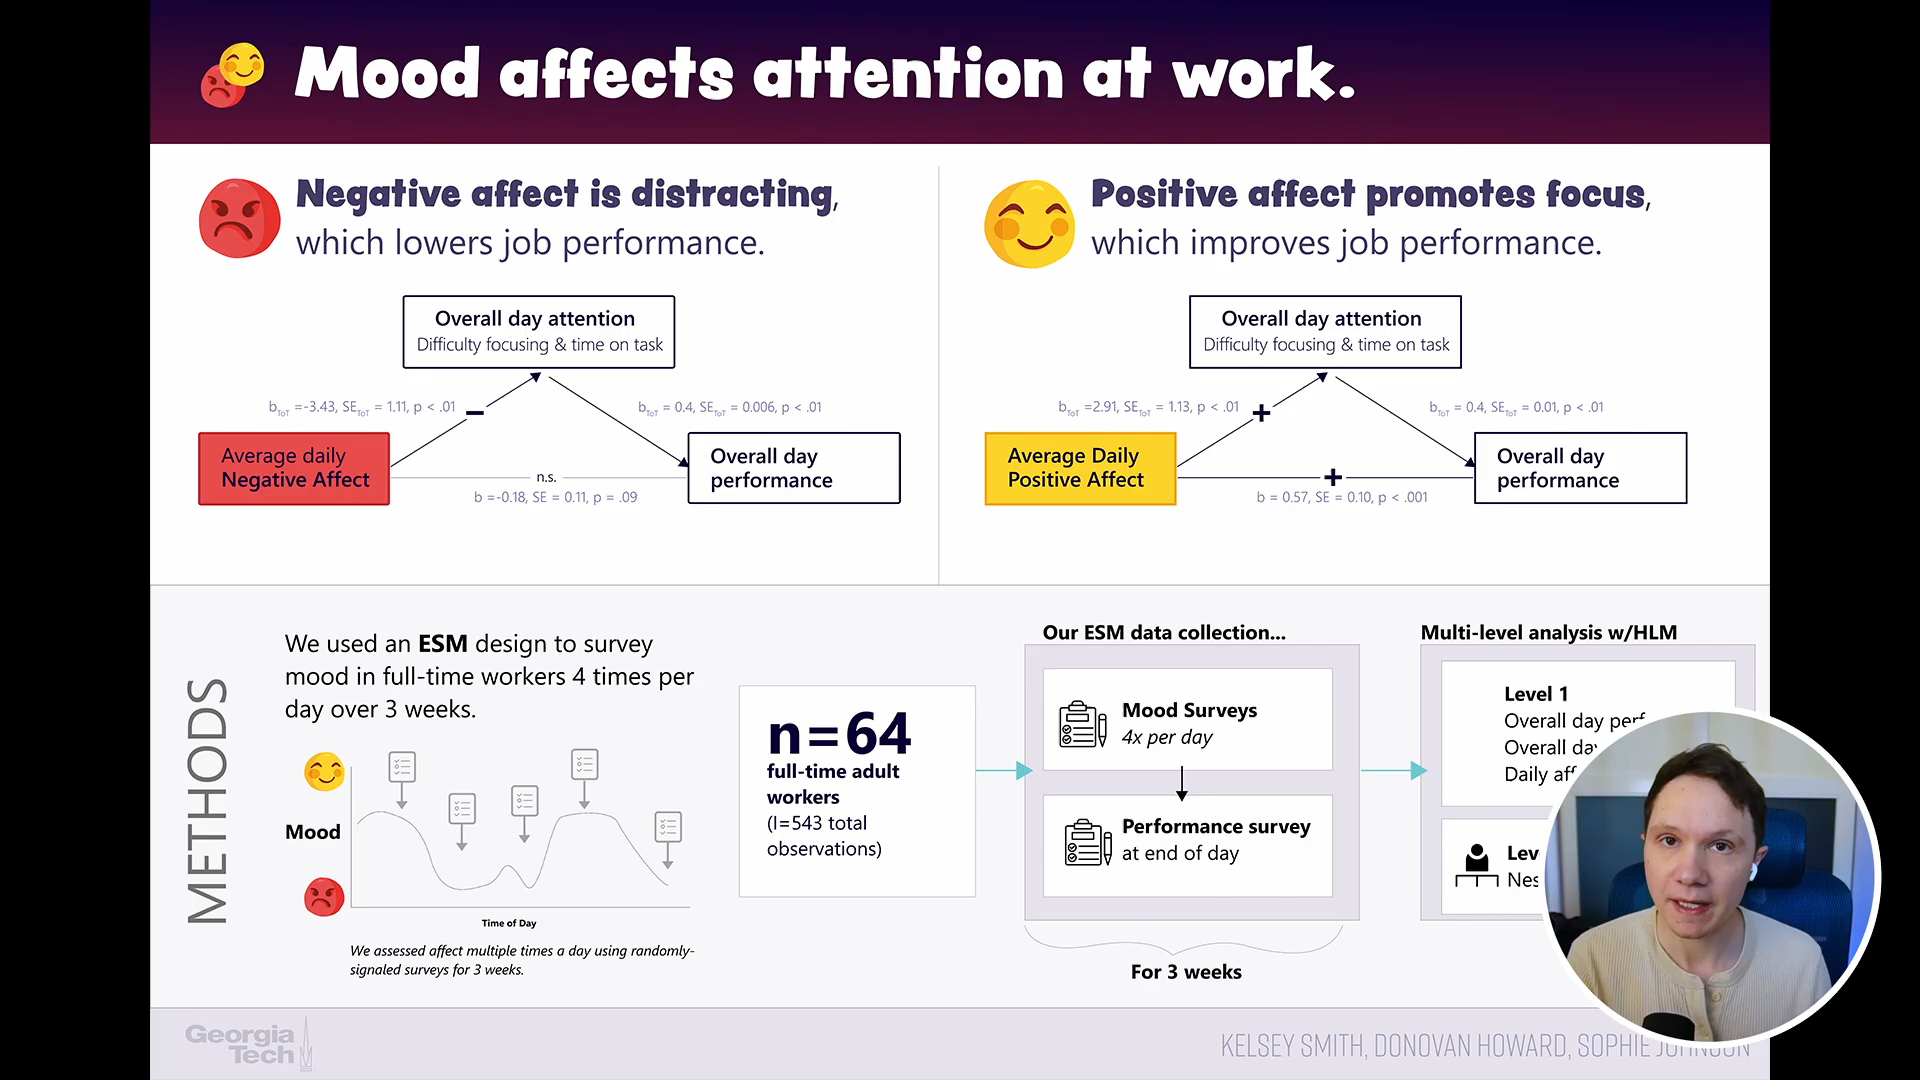 Mood affects attention at work.
Negative affect is distracting,
which lowers job performance.
Overall day attention
Difficulty focusing & time on task
b ToT =-3.43, SE ToT = 1.11, p < .01
−
b ToT = 0.4, SE ToT = 0.006, p < .01
Average daily
Negative Affect
n.s.
b =-0.18, SE = 0.11, p = .09
Overall day
performance
Positive affect promotes focus,
which improves job performance.
Overall day attention
Difficulty focusing & time on task
b ToT =2.91, SE ToT = 1.13, p < .01
+
b ToT = 0.4, SE ToT = 0.01, p < .01
Average Daily
Positive Affect
+
b = 0.57, SE = 0.10, p < .001
Overall day
performance
METHODS
We used an ESM design to survey
mood in full-time workers 4 times per
day over 3 weeks.
Mood
Time of Day
We assessed affect multiple times a day using randomly-
signaled surveys for 3 weeks.
n=64
full-time adult
workers
(I=543 total
observations)
Our ESM data collection...
Mood Surveys
4x per day
Performance survey
at end of day
For 3 weeks
Multi-level analysis w/HLM
Level 1
Overall day
Overall
Daily
Georgia
Tech
KELSEY SMITH, DONOVAN HOWARD, SOPHIE